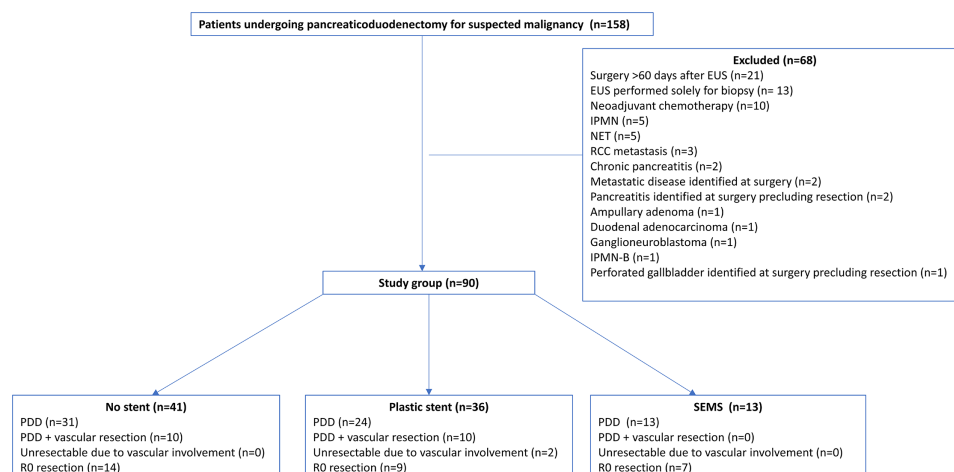 Patients undergoing pancreaticoduodenectomy for suspected malignancy (n=158)
Excluded (n=68)
Surgery >60 days after EUS (n=21)
EUS performed solely for biopsy (n= 13)
Neoadjuvant chemotherapy (n=10)
IPMN (n=5)
NET (n=5)
RCC metastasis (n=3)
Chronic pancreatitis (n=2)
Metastatic disease identified at surgery (n=2)
Pancreatitis identified at surgery precluding resection (n=2)
Ampullary adenoma (n=1)
Duodenal adenocarcinoma (n=1)
Ganglioneuroblastoma (n=1)
IPMN-B (n=1)
Perforated gallbladder identified at surgery precluding resection (n=1)
Study group (n=90)
No stent (n=41)
PDD (n=31)
PDD + vascular resection (n=10)
Unresectable due to vascular involvement (n=0)
R0 resection (n=14)
Plastic stent (n=36)
PDD (n=24)
PDD + vascular resection (n=10)
Unresectable due to vascular involvement (n=2)
R0 resection (n=9)
SEMS (n=13)
PDD (n=13)
PDD + vascular resection (n=0)
Unresectable due to vascular involvement (n=0)
R0 resection (n=7)